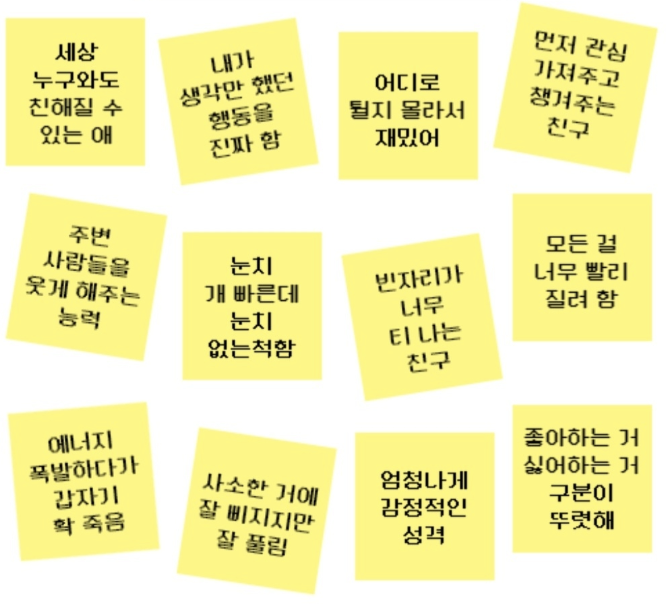 세상
누구와도
친해질 수
있는 애
내가
생각만 했던
행동을
진짜 함
어디로
튈지 몰라서
재밌어
먼저 관심
가져주고
챙겨주는
친구
주변
사람들을
웃게 해주는
능력
눈치
개 빠른데
눈치
없는척함
빈자리가
너무
티 나는
친구
모든 걸
너무 빨리
질려 함
에너지
폭발하다가
갑자기
확 죽음
사소한 거에
잘 삐지지만
잘 풀림
엄청나게
감정적인
성격
좋아하는 거
싫어하는 거
구분이
뚜렷해